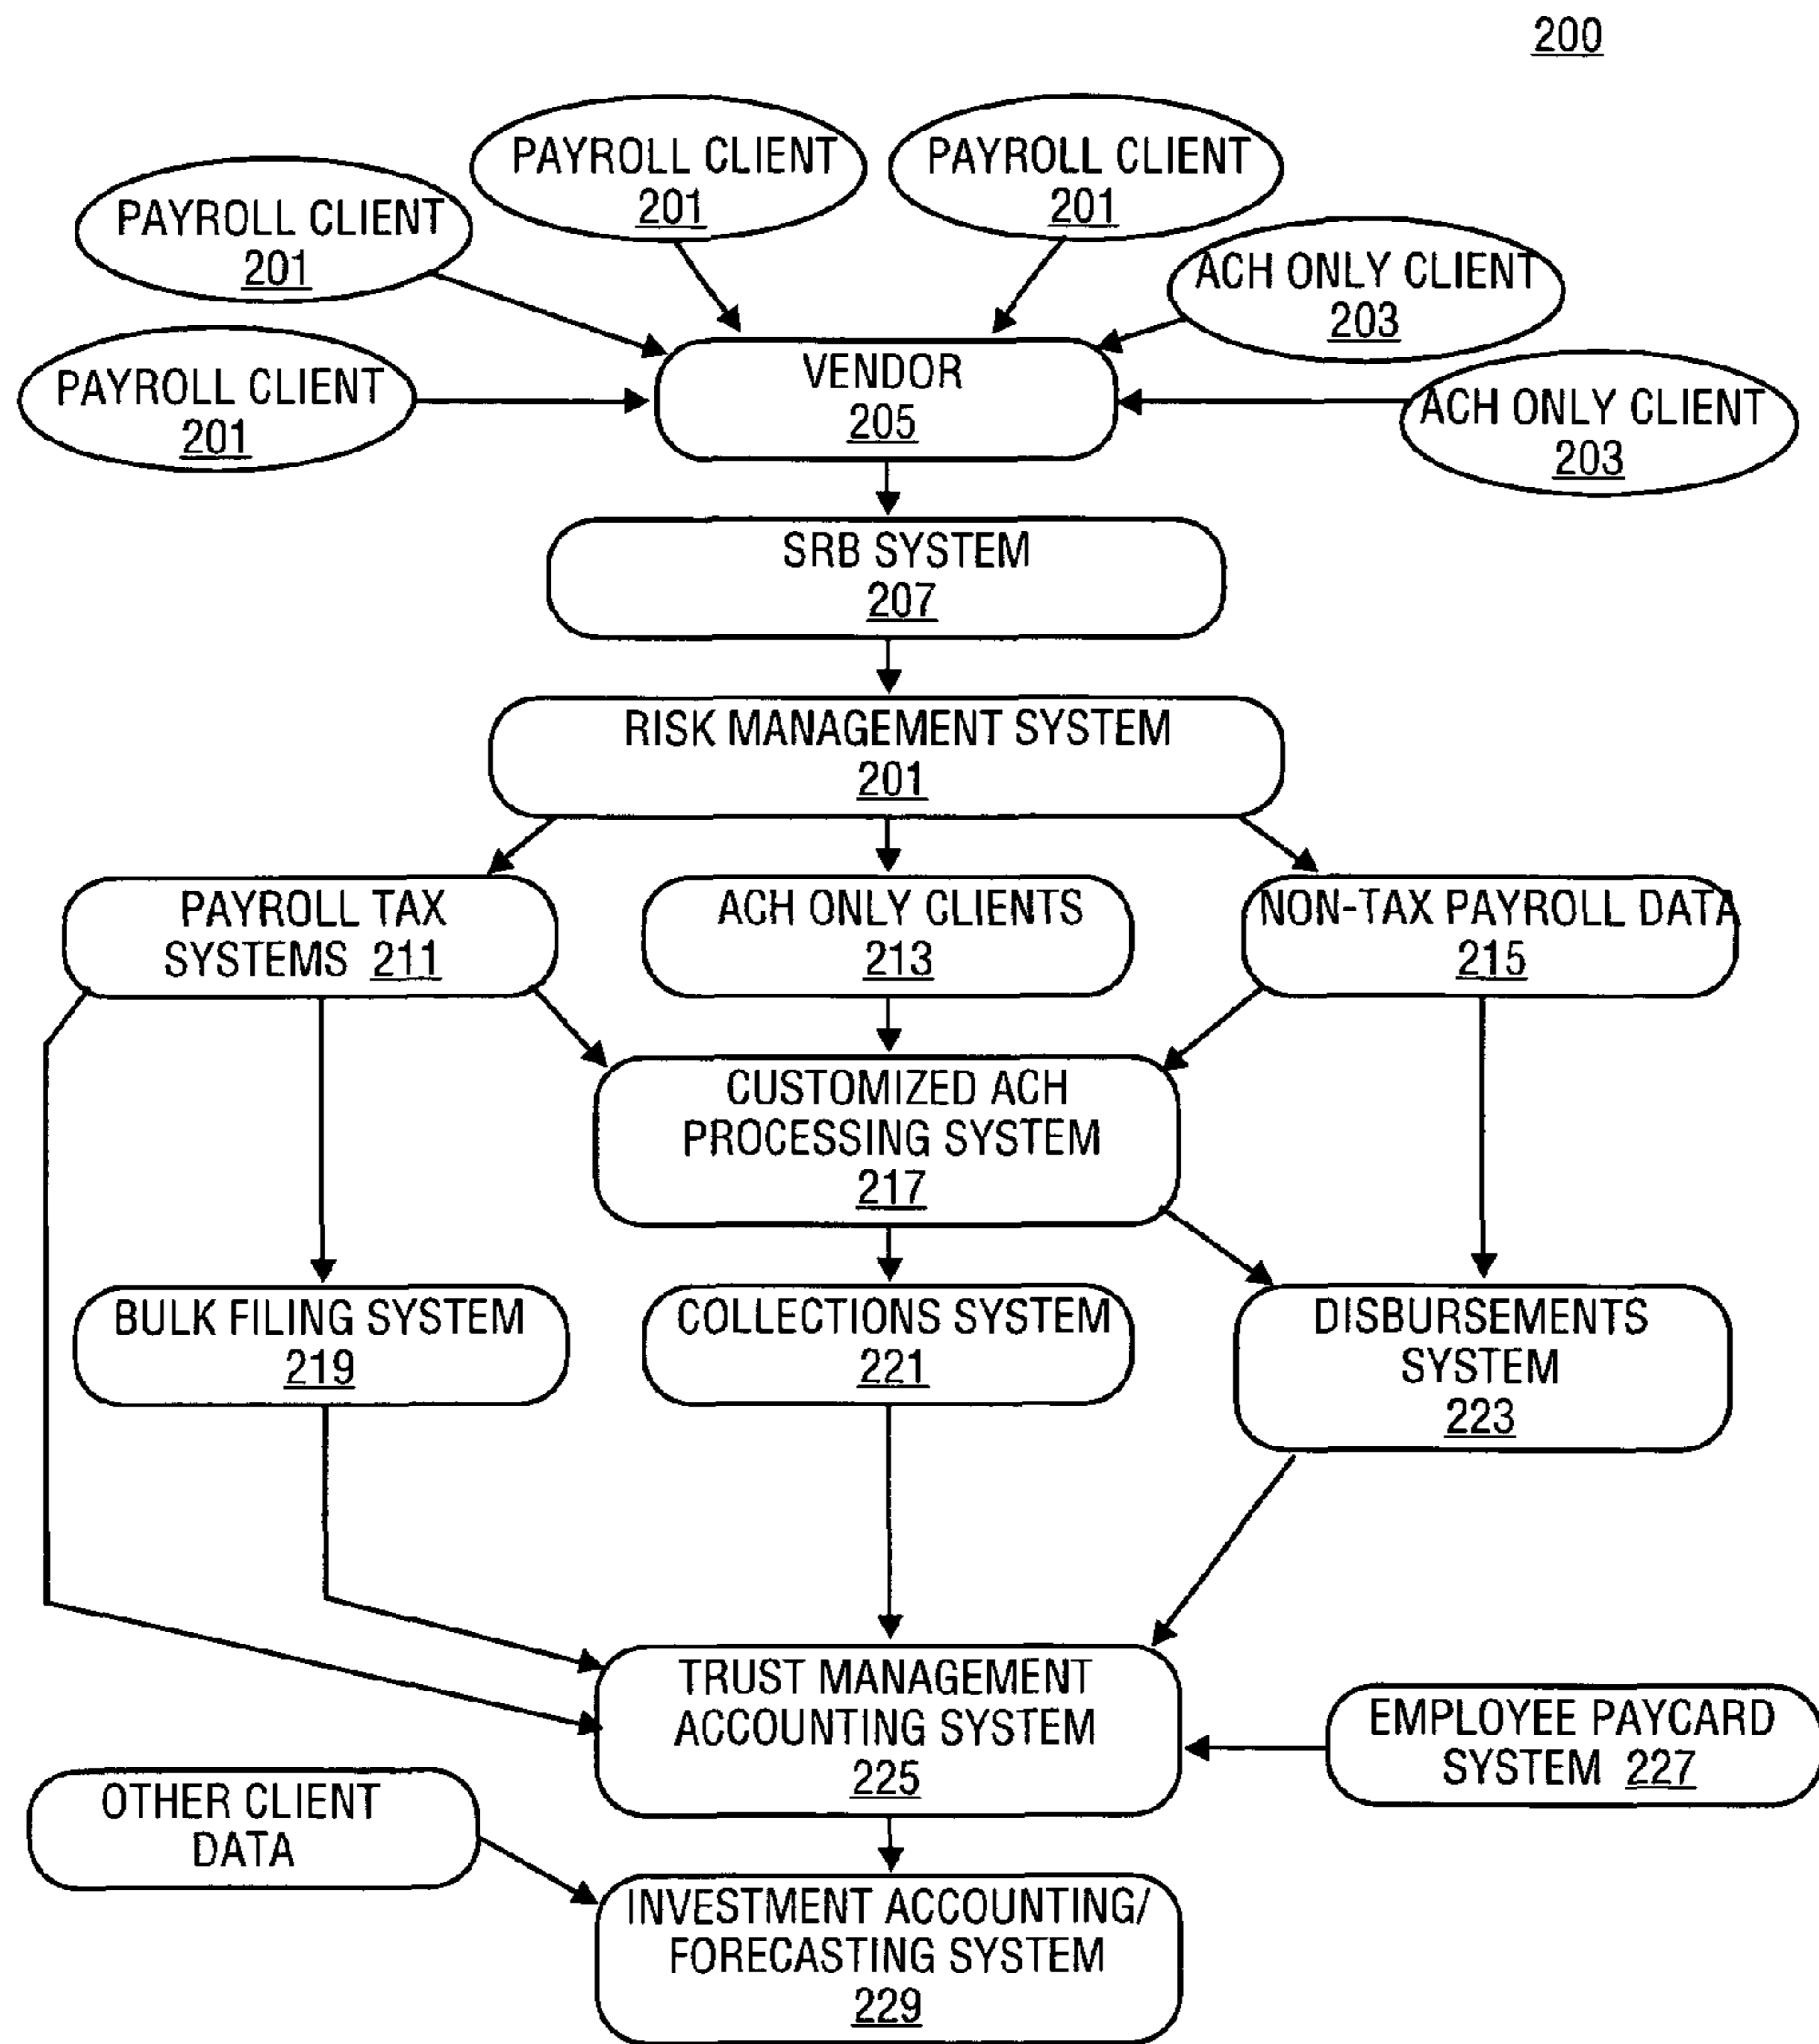 200
PAYROLL CLIENT
201
PAYROLL CLIENT
201
PAYROLL CLIENT
201
ACH ONLY CLIENT
203
PAYROLL CLIENT
201
VENDOR
205
ACH ONLY CLIENT
203
SRB SYSTEM
207
RISK MANAGEMENT SYSTEM
201
PAYROLL TAX
SYSTEMS 211
ACH ONLY CLIENTS
213
NON-TAX PAYROLL DATA
215
CUSTOMIZED ACH
PROCESSING SYSTEM
217
BULK FILING SYSTEM
219
COLLECTIONS SYSTEM
221
DISBURSEMENTS
SYSTEM
223
TRUST MANAGEMENT
ACCOUNTING SYSTEM
225
EMPLOYEE PAYCARD
SYSTEM 227
OTHER CLIENT
DATA
INVESTMENT ACCOUNTING/
FORECASTING SYSTEM
229